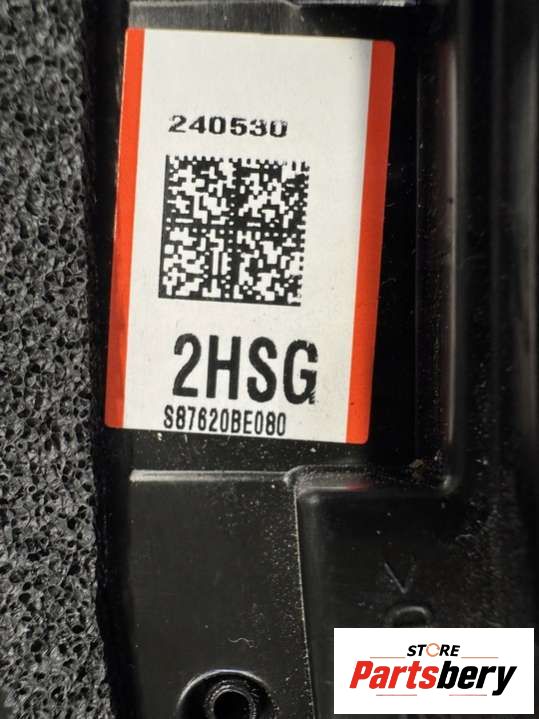 240530
2HSG
S87620BE080
STORE
Partsbery